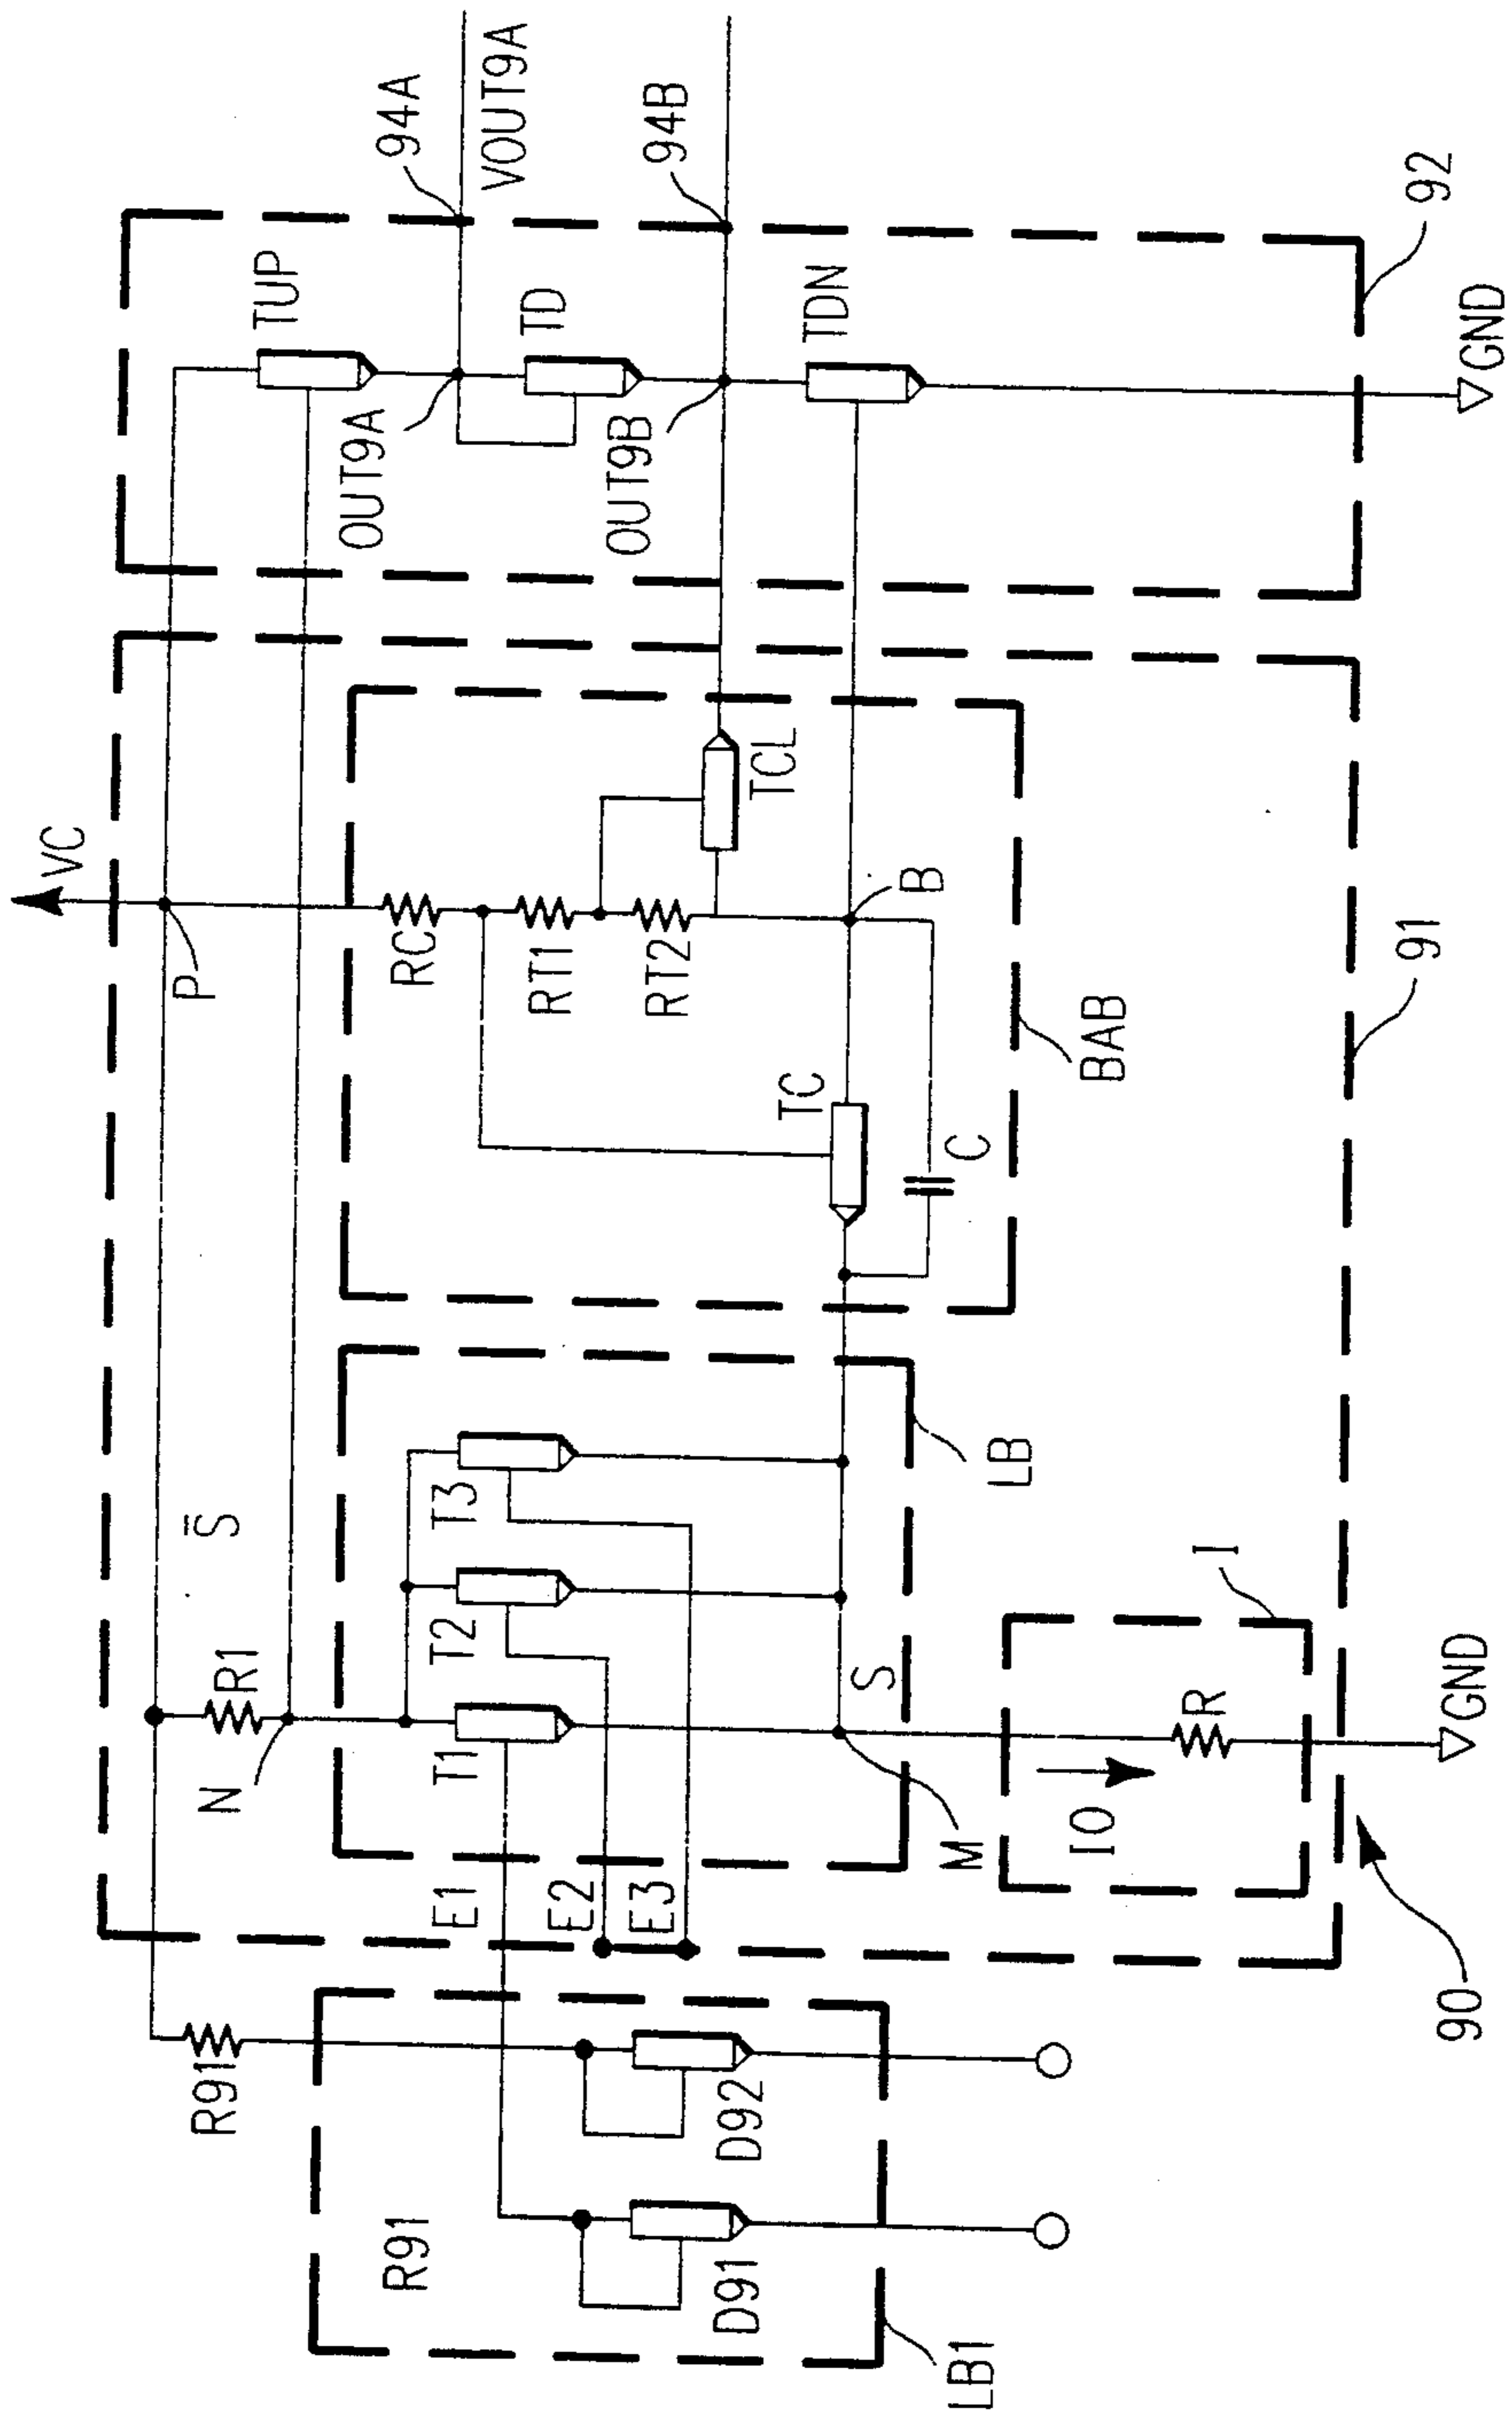 VC
P
S̄
R1
N
R91
RC
RT1
RT2
TCL
B
TC
C
BAB
TUP
94A
VOUT9A
OUT9A
TD
94B
OUT9B
TDN
92
GND
T3
T2
T1
LB
S
M
E1
E2
E3
I
R
IO
GND
91
90
R91
D92
D91
LB1